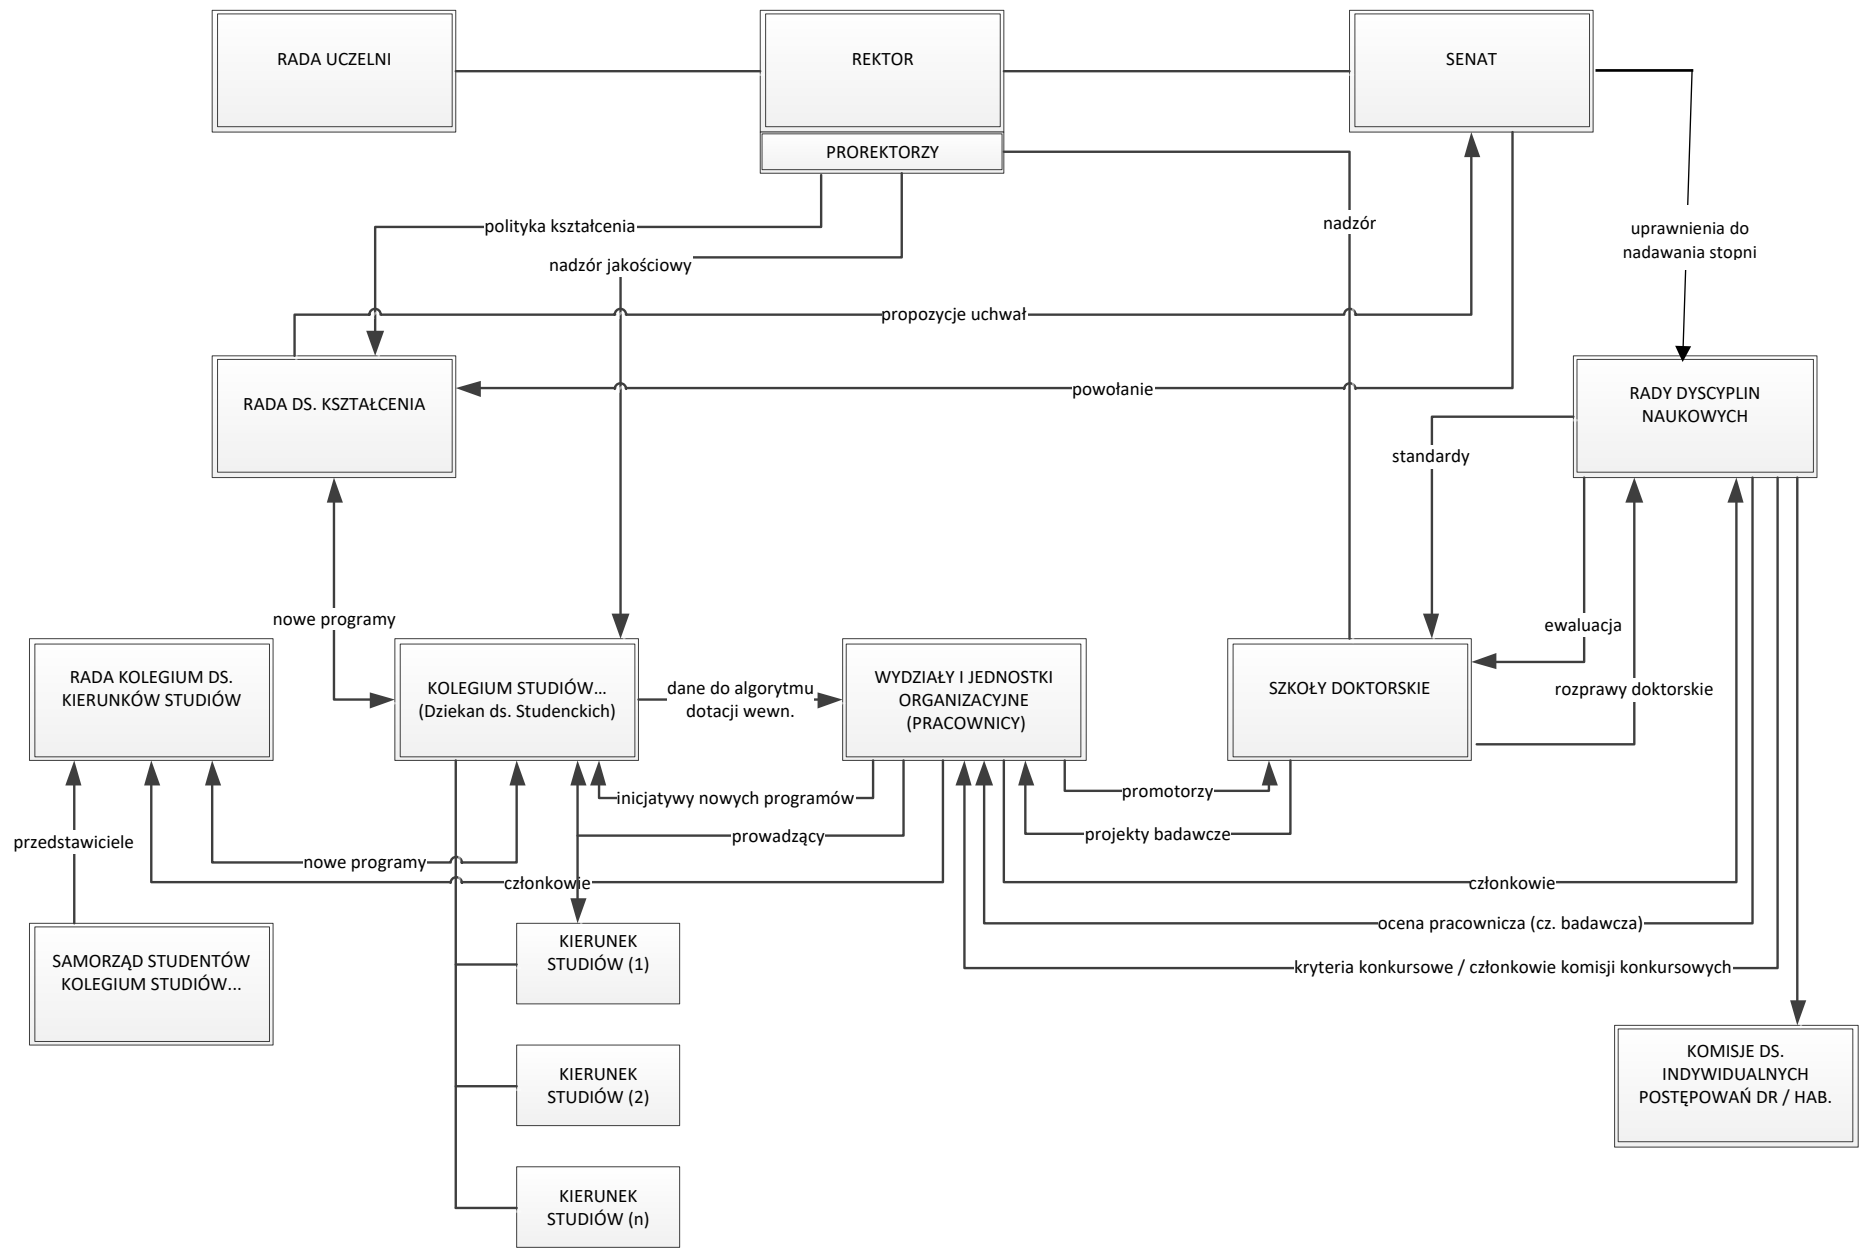 RADA UCZELNI
REKTOR
SENAT
PROREKTORZY
polityka kształcenia
nadzór
uprawnienia do
nadawania stopni
nadzór jakościowy
propozycje uchwał
RADA DS. KSZTAŁCENIA
powołanie
RADY DYSCYPLIN
NAUKOWYCH
standardy
nowe programy
ewaluacja
RADA KOLEGIUM DS.
KIERUNKÓW STUDIÓW
KOLEGIUM STUDIÓW...
(Dziekan ds. Studenckich)
dane do algorytmu
dotacji wewn.
WYDZIAŁY I JEDNOSTKI
ORGANIZACYJNE
(PRACOWNICY)
SZKOŁY DOKTORSKIE
rozprawy doktorskie
inicjatywy nowych programów
promotorzy
przedstawiciele
prowadzący
projekty badawcze
nowe programy
członkowie
członkowie
ocena pracownicza (cz. badawcza)
kryteria konkursowe / członkowie komisji konkursowych
SAMORZĄD STUDENTÓW
KOLEGIUM STUDIÓW...
KIERUNEK
STUDIÓW (1)
KIERUNEK
STUDIÓW (2)
KOMISJE DS.
INDYWIDUALNYCH
POSTĘPOWAŃ DR / HAB.
KIERUNEK
STUDIÓW (n)